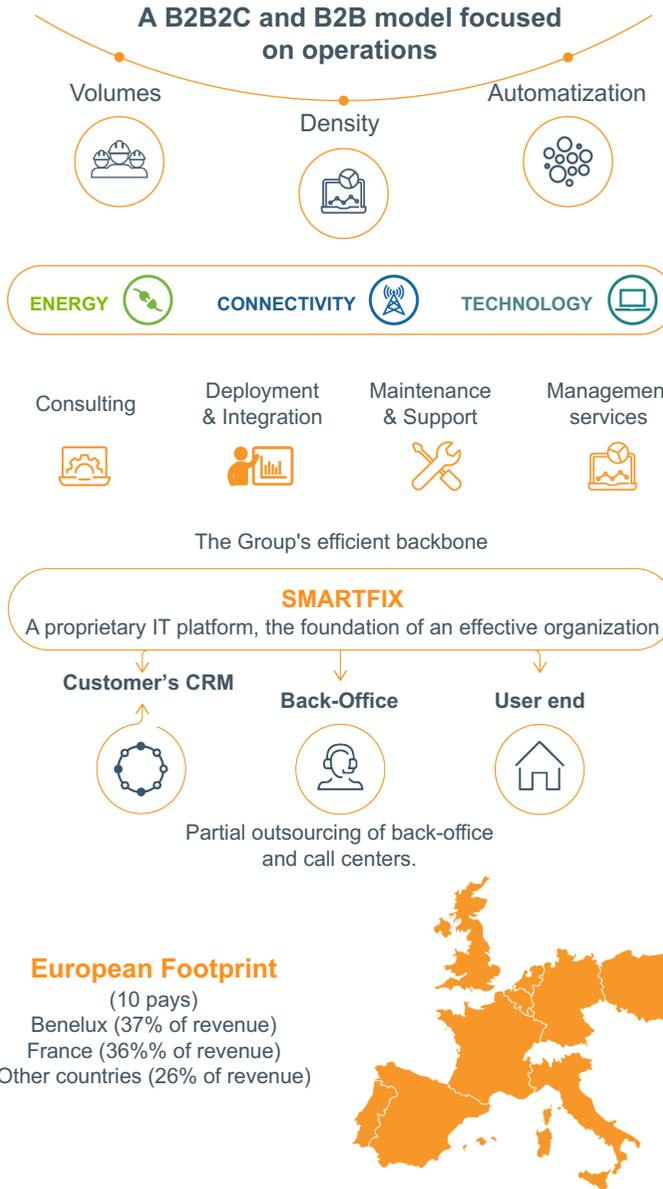 A B2B2C and B2B model focused
on operations
Volumes
Automatization
Density
ENERGY
CONNECTIVITY
TECHNOLOGY
Consulting
Deployment
& Integration
Maintenance
& Support
Managemen
services
The Group's efficient backbone
SMARTFIX
A proprietary IT platform, the foundation of an effective organization
Customer's CRM
Back-Office
User end
Partial outsourcing of back-office
and call centers.
European Footprint
(10 pays)
Benelux (37% of revenue)
France (36%% of revenue)
Other countries (26% of revenue)